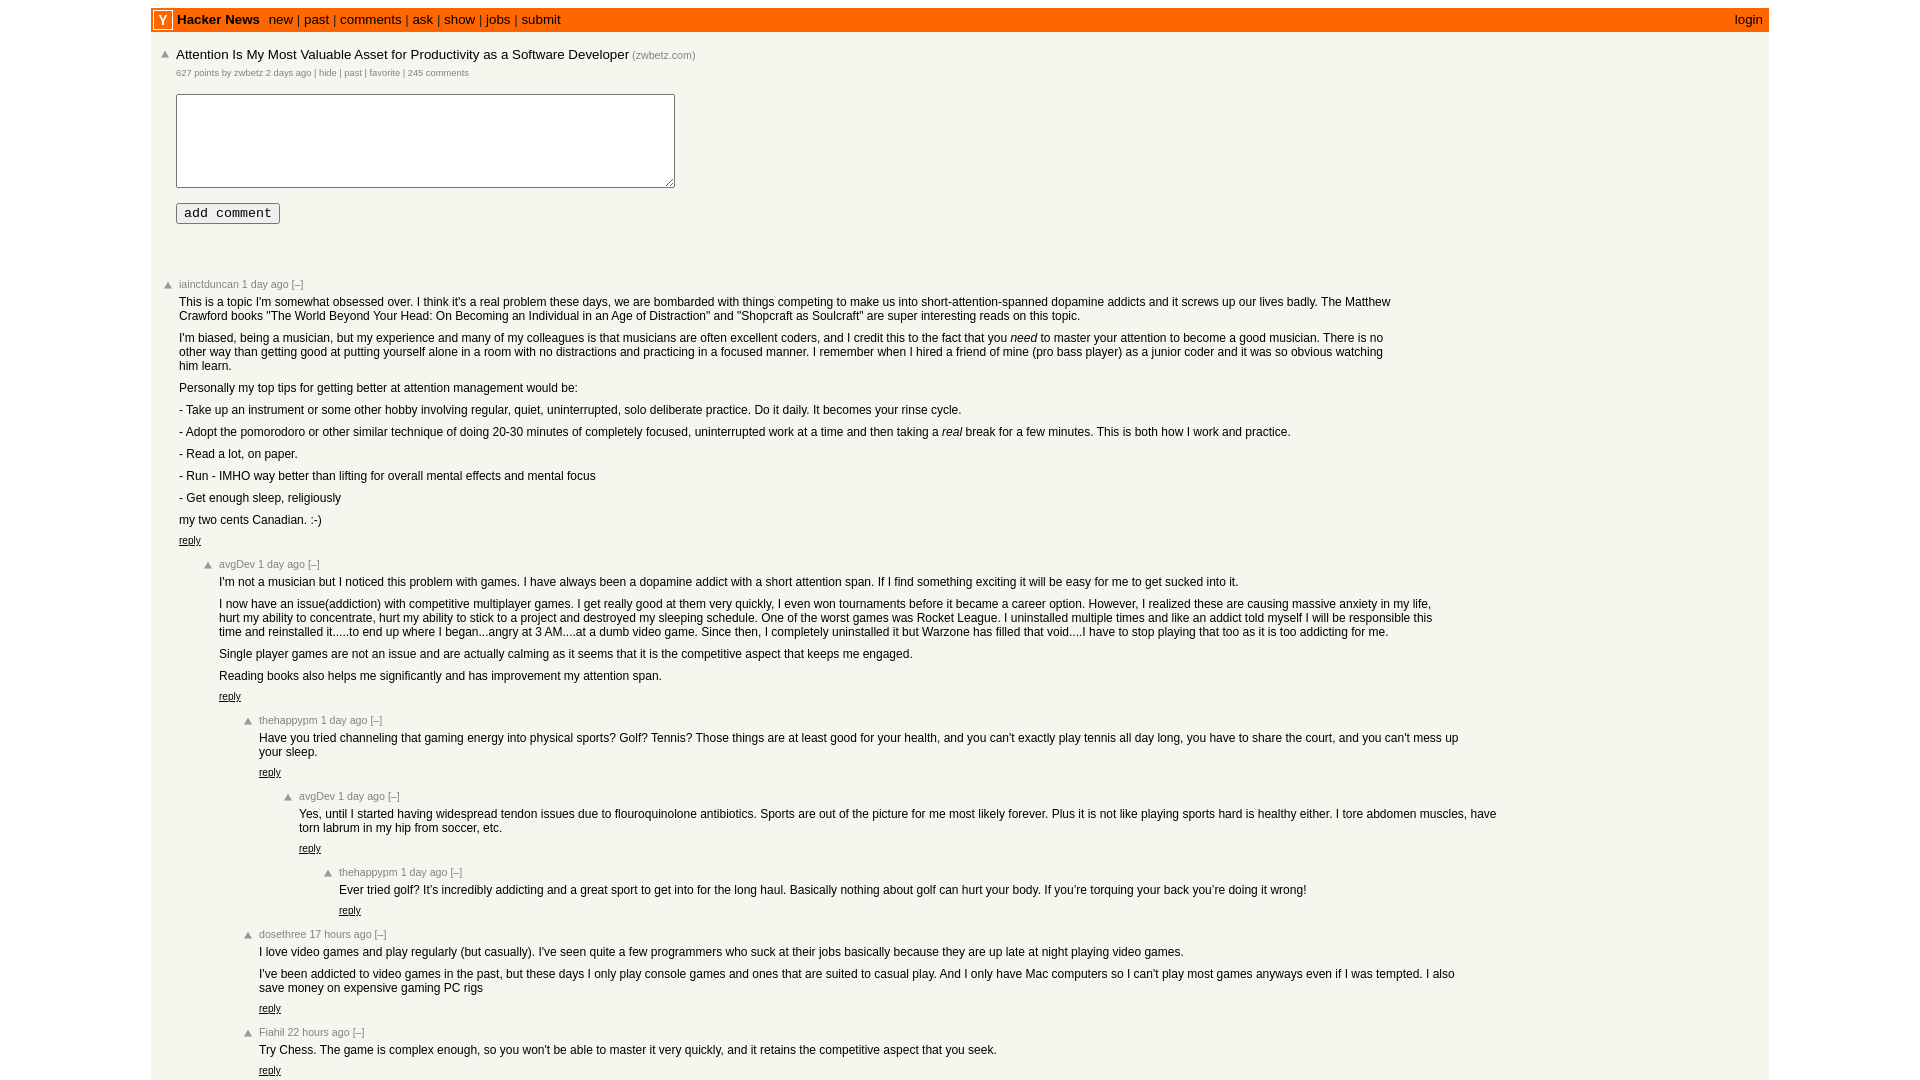 Y Hacker News new | past | comments | ask | show | jobs | submit login
Attention Is My Most Valuable Asset for Productivity as a Software Developer (zwbetz.com)
627 points by zwbetz 2 days ago | hide | past | favorite | 245 comments
add comment
iainctduncan 1 day ago [–]
This is a topic I'm somewhat obsessed over. I think it's a real problem these days, we are bombarded with things competing to make us into short-attention-spanned dopamine addicts and it screws up our lives badly. The Matthew
Crawford books "The World Beyond Your Head: On Becoming an Individual in an Age of Distraction" and "Shopcraft as Soulcraft" are super interesting reads on this topic.
I'm biased, being a musician, but my experience and many of my colleagues is that musicians are often excellent coders, and I credit this to the fact that you need to master your attention to become a good musician. There is no
other way than getting good at putting yourself alone in a room with no distractions and practicing in a focused manner. I remember when I hired a friend of mine (pro bass player) as a junior coder and it was so obvious watching
him learn.
Personally my top tips for getting better at attention management would be:
- Take up an instrument or some other hobby involving regular, quiet, uninterrupted, solo deliberate practice. Do it daily. It becomes your rinse cycle.
- Adopt the pomorodoro or other similar technique of doing 20-30 minutes of completely focused, uninterrupted work at a time and then taking a real break for a few minutes. This is both how I work and practice.
- Read a lot, on paper.
- Run - IMHO way better than lifting for overall mental effects and mental focus
- Get enough sleep, religiously
my two cents Canadian. :-)
reply
avgDev 1 day ago [–]
I'm not a musician but I noticed this problem with games. I have always been a dopamine addict with a short attention span. If I find something exciting it will be easy for me to get sucked into it.
I now have an issue(addiction) with competitive multiplayer games. I get really good at them very quickly, I even won tournaments before it became a career option. However, I realized these are causing massive anxiety in my life,
hurt my ability to concentrate, hurt my ability to stick to a project and destroyed my sleeping schedule. One of the worst games was Rocket League. I uninstalled multiple times and like an addict told myself I will be responsible this
time and reinstalled it.....to end up where I began...angry at 3 AM....at a dumb video game. Since then, I completely uninstalled it but Warzone has filled that void....I have to stop playing that too as it is too addicting for me.
Single player games are not an issue and are actually calming as it seems that it is the competitive aspect that keeps me engaged.
Reading books also helps me significantly and has improvement my attention span.
reply
thehappypm 1 day ago [–]
Have you tried channeling that gaming energy into physical sports? Golf? Tennis? Those things are at least good for your health, and you can't exactly play tennis all day long, you have to share the court, and you can't mess up
your sleep.
reply
avgDev 1 day ago [–]
Yes, until I started having widespread tendon issues due to flouroquinolone antibiotics. Sports are out of the picture for me most likely forever. Plus it is not like playing sports hard is healthy either. I tore abdomen muscles, have
torn labrum in my hip from soccer, etc.
reply
thehappypm 1 day ago [–]
Ever tried golf? It’s incredibly addicting and a great sport to get into for the long haul. Basically nothing about golf can hurt your body. If you’re torquing your back you’re doing it wrong!
reply
dosethree 17 hours ago [–]
I love video games and play regularly (but casually). I've seen quite a few programmers who suck at their jobs basically because they are up late at night playing video games.
I've been addicted to video games in the past, but these days I only play console games and ones that are suited to casual play. And I only have Mac computers so I can't play most games anyways even if I was tempted. I also
save money on expensive gaming PC rigs
reply
Fiahil 22 hours ago [–]
Try Chess. The game is complex enough, so you won't be able to master it very quickly, and it retains the competitive aspect that you seek.
reply